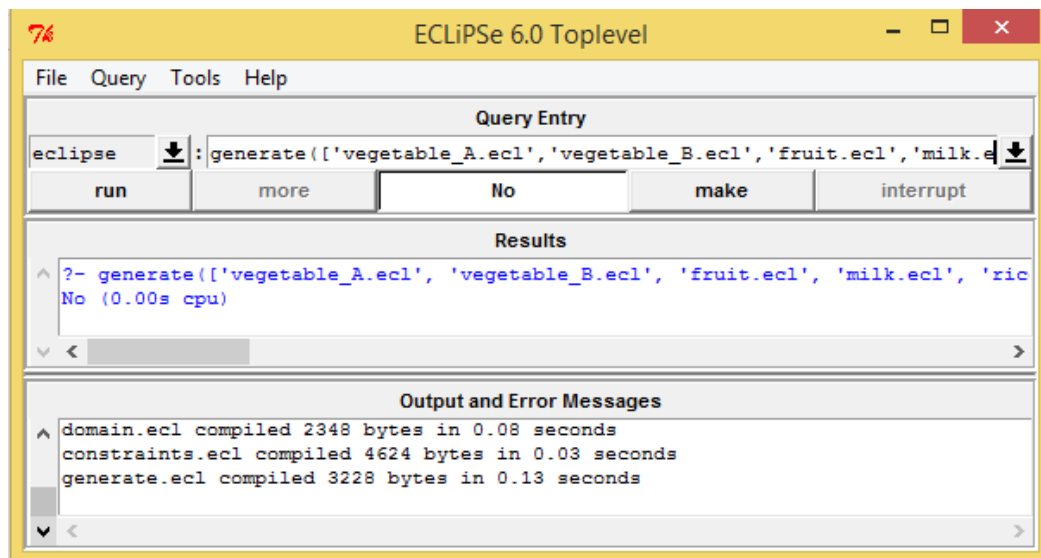 ECLiPSe 6.0 Toplevel
File Query Tools Help
Query Entry
eclipse : generate(['vegetable_A.ecl','vegetable_B.ecl','fruit.ecl','milk.e
run more No make interrupt
Results
?- generate(['vegetable_A.ecl', 'vegetable_B.ecl', 'fruit.ecl', 'milk.ecl', 'ric
No (0.00s cpu)
Output and Error Messages
domain.ecl compiled 2348 bytes in 0.08 seconds
constraints.ecl compiled 4624 bytes in 0.03 seconds
generate.ecl compiled 3228 bytes in 0.13 seconds